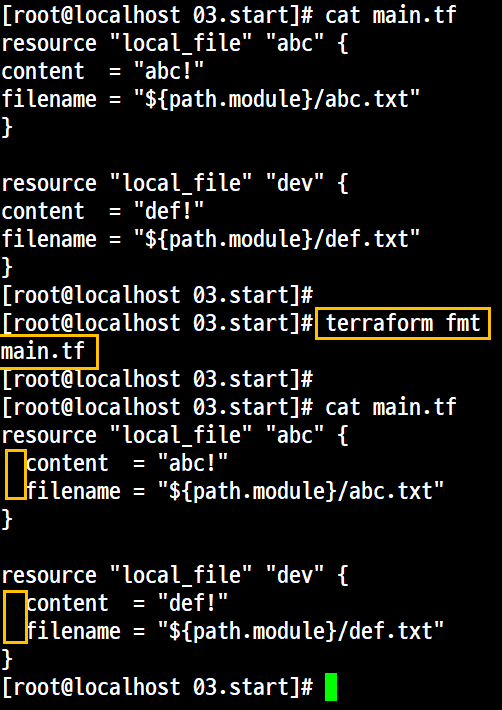 [root@localhost 03.start]# cat main.tf
resource "local_file" "abc" {
content  = "abc!"
filename = "${path.module}/abc.txt"
}

resource "local_file" "dev" {
content  = "def!"
filename = "${path.module}/def.txt"
}
[root@localhost 03.start]#
[root@localhost 03.start]# terraform fmt
main.tf
[root@localhost 03.start]#
[root@localhost 03.start]# cat main.tf
resource "local_file" "abc" {
  content  = "abc!"
  filename = "${path.module}/abc.txt"
}

resource "local_file" "dev" {
  content  = "def!"
  filename = "${path.module}/def.txt"
}
[root@localhost 03.start]#